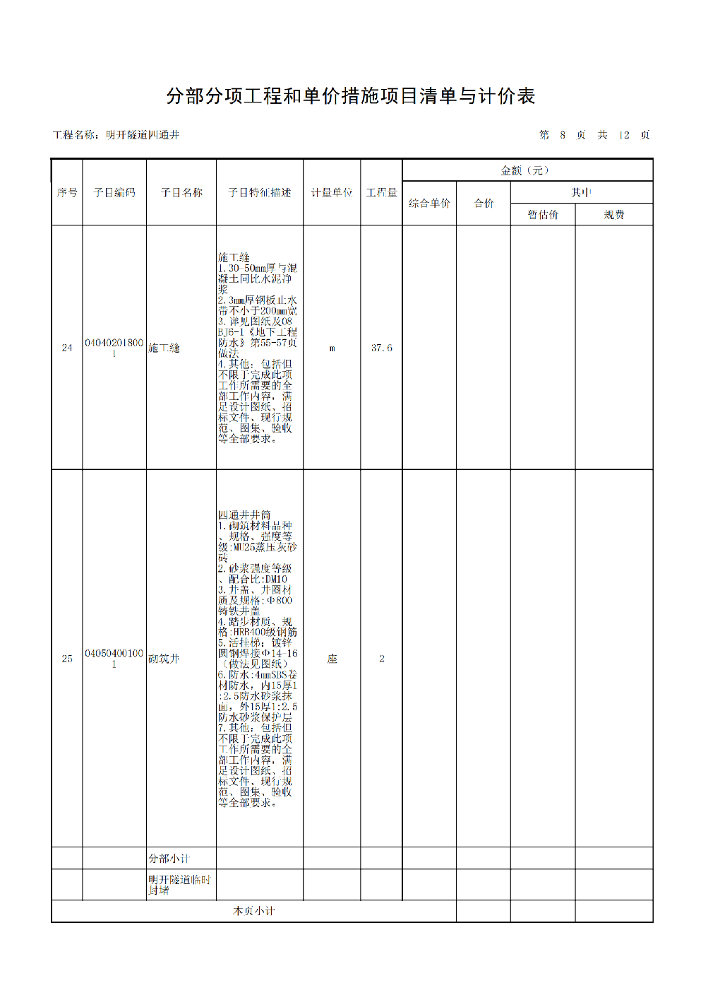 分部分项工程和单价措施项目清单与计价表
工程名称：明开隧道四通井
第 8 页 共 12 页
序号
子目编码
子目名称
子目特征描述
计量单位
工程量
金额（元）
综合单价
合价
其中
暂估价
规费
24
04040201800
1
施工缝
施工缝
1.30-50mm厚与混
凝土同比水泥净
浆
2.3mm厚钢板止水
带不小于200mm宽
3.详见图纸及08
BJ6-1《地下工程
防水》第55-57页
做法
4.其他：包括但
不限于完成此项
工作所需要的全
部工作内容，满
足设计图纸、招
标文件、现行规
范、图集、验收
等全部要求。
m
37.6
25
04050400100
1
砌筑井
四通井井筒
1.砌筑材料品种
、规格、强度等
级:MU25蒸压灰砂
砖
2.砂浆强度等级
、配合比:DM10
3.井盖、井圈材
质及规格:Φ800
铸铁井盖
4.踏步材质、规
格:HRB400级钢筋
5.活挂梯：镀锌
圆钢焊接Φ14-16
（做法见图纸）
6.防水:4mmSBS卷
材防水，内15厚1
:2.5防水砂浆抹
面，外15厚1:2.5
防水砂浆保护层
7.其他：包括但
不限于完成此项
工作所需要的全
部工作内容，满
足设计图纸、招
标文件、现行规
范、图集、验收
等全部要求。
座
2
分部小计
明开隧道临时
封堵
本页小计